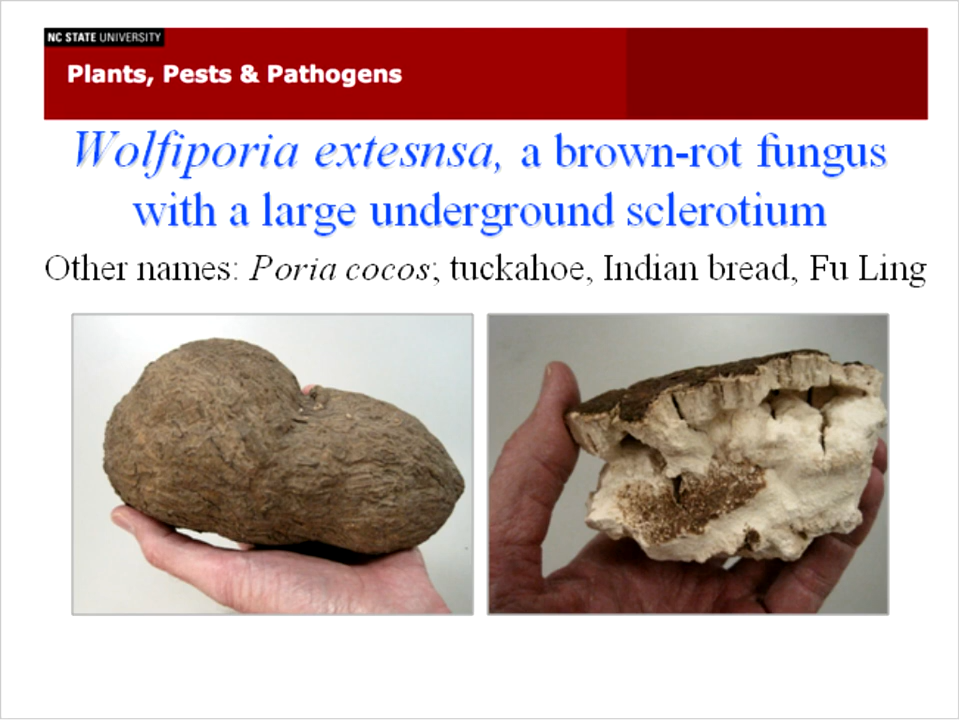 NC STATE UNIVERSITY
Plants, Pests & Pathogens
Wolfiporia extesnsa, a brown-rot fungus
with a large underground sclerotium
Other names: Poria cocos; tuckahoe, Indian bread, Fu Ling